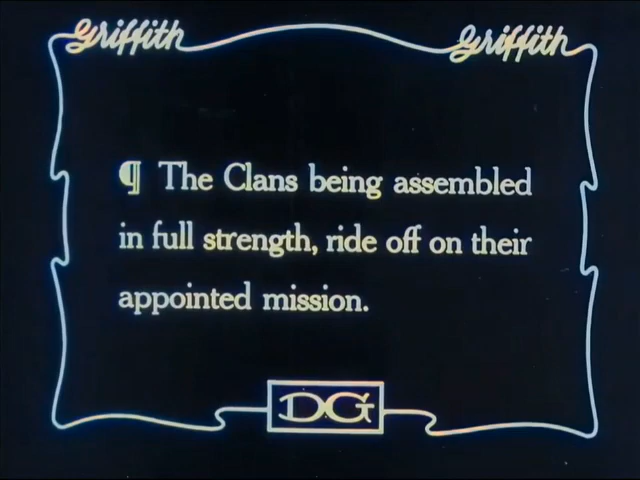 Griffith Griffith
¶ The Clans being assembled
in full strength, ride off on their
appointed mission.
DG